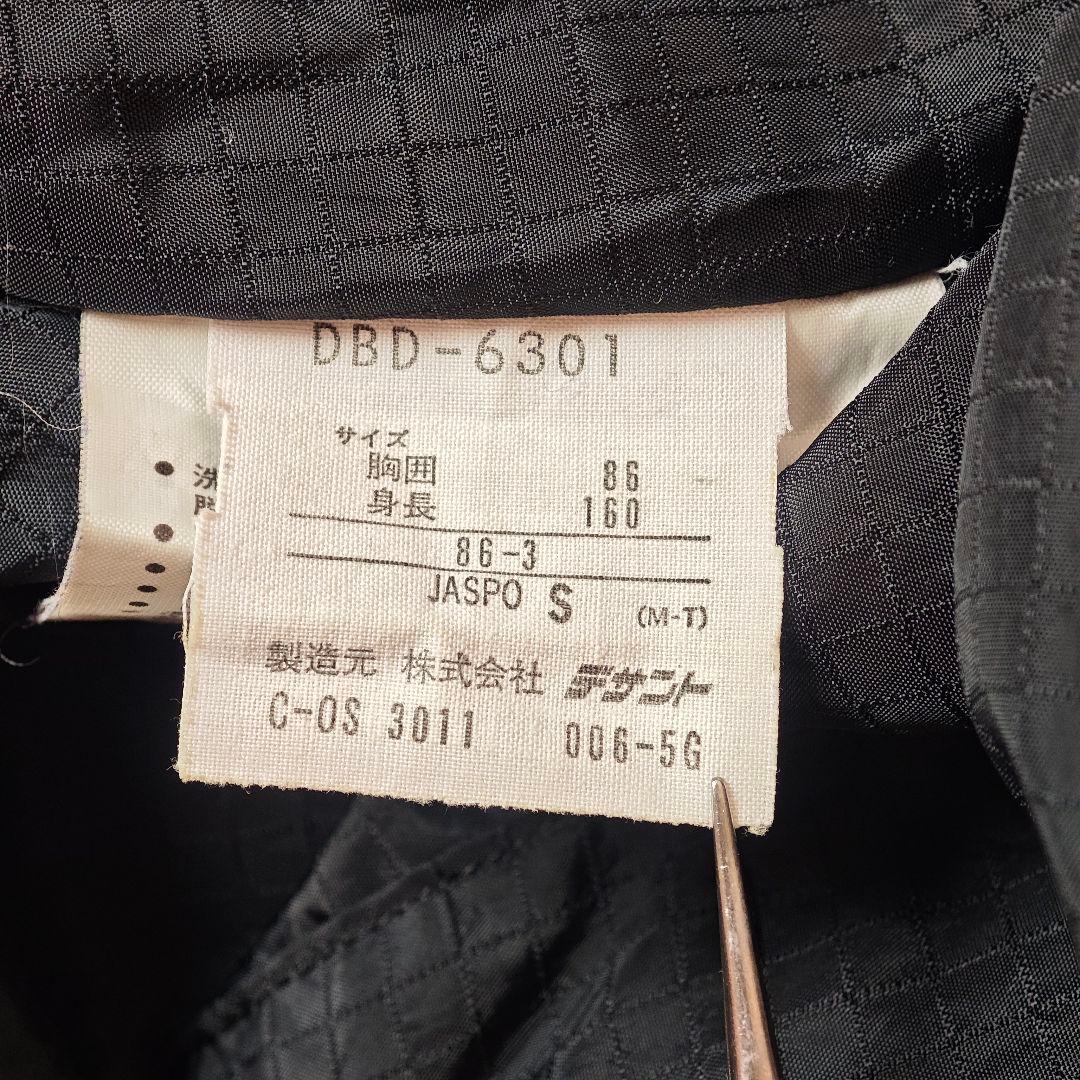 DBD-6301
サイズ
胸囲 86
身長 160
86-3
JASPO S (M-T)
製造元 株式会社 デサント
C-OS 3011 006-5G
洗